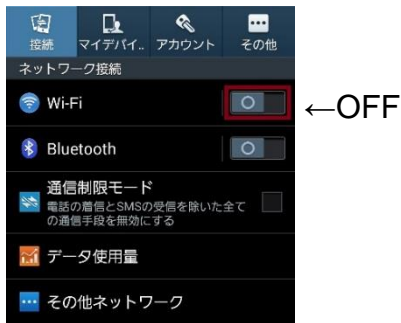 接続
マイデバイ..
アカウント
その他
ネットワーク接続
Wi-Fi
←OFF
Bluetooth
通信制限モード
電話の着信とSMSの受信を除いた全て
の通信手段を無効にする
データ使用量
その他ネットワーク